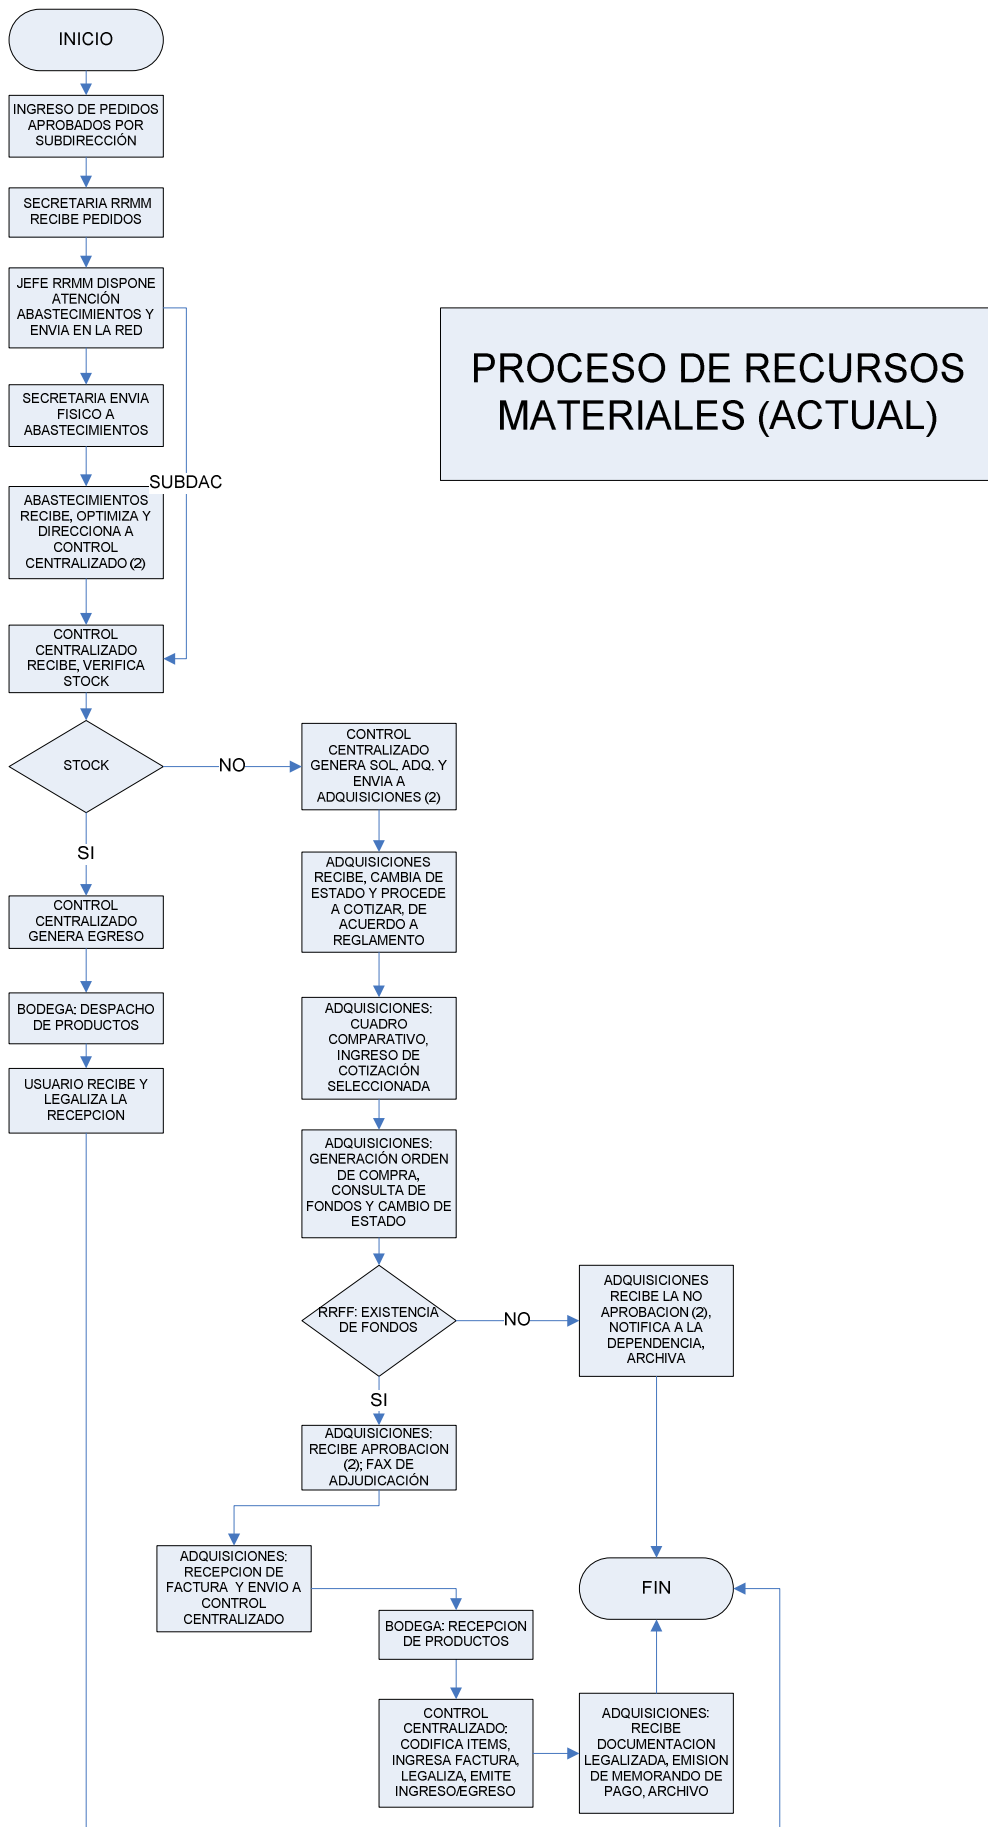 INICIO
INGRESO DE PEDIDOS
APROBADOS POR
SUBDIRECCIÓN
SECRETARIA RRMM
RECIBE PEDIDOS
JEFE RRMM DISPONE
ATENCIÓN
ABASTECIMIENTOS Y
ENVIA EN LA RED
PROCESO DE RECURSOS
MATERIALES (ACTUAL)
SECRETARIA ENVIA
FISICO A
ABASTECIMIENTOS
SUBDAC
ABASTECIMIENTOS
RECIBE, OPTIMIZA Y
DIRECCIONA A
CONTROL
CENTRALIZADO (2)
CONTROL
CENTRALIZADO
RECIBE, VERIFICA
STOCK
STOCK
NO
CONTROL
CENTRALIZADO
GENERA SOL. ADQ. Y
ENVIA A
ADQUISICIONES (2)
SI
CONTROL
CENTRALIZADO
GENERA EGRESO
BODEGA: DESPACHO
DE PRODUCTOS
USUARIO RECIBE Y
LEGALIZA LA
RECEPCION
ADQUISICIONES
RECIBE, CAMBIA DE
ESTADO Y PROCEDE
A COTIZAR, DE
ACUERDO A
REGLAMENTO
ADQUISICIONES:
CUADRO
COMPARATIVO,
INGRESO DE
COTIZACIÓN
SELECCIONADA
ADQUISICIONES:
GENERACIÓN ORDEN
DE COMPRA,
CONSULTA DE
FONDOS Y CAMBIO DE
ESTADO
RRFF: EXISTENCIA
DE FONDOS
NO
ADQUISICIONES
RECIBE LA NO
APROBACION (2),
NOTIFICA A LA
DEPENDENCIA,
ARCHIVA
SI
ADQUISICIONES:
RECIBE APROBACION
(2); FAX DE
ADJUDICACIÓN
ADQUISICIONES:
RECEPCION DE
FACTURA  Y ENVIO A
CONTROL
CENTRALIZADO
FIN
BODEGA: RECEPCION
DE PRODUCTOS
CONTROL
CENTRALIZADO:
CODIFICA ITEMS,
INGRESA FACTURA,
LEGALIZA, EMITE
INGRESO/EGRESO
ADQUISICIONES:
RECIBE
DOCUMENTACION
LEGALIZADA, EMISION
DE MEMORANDO DE
PAGO, ARCHIVO